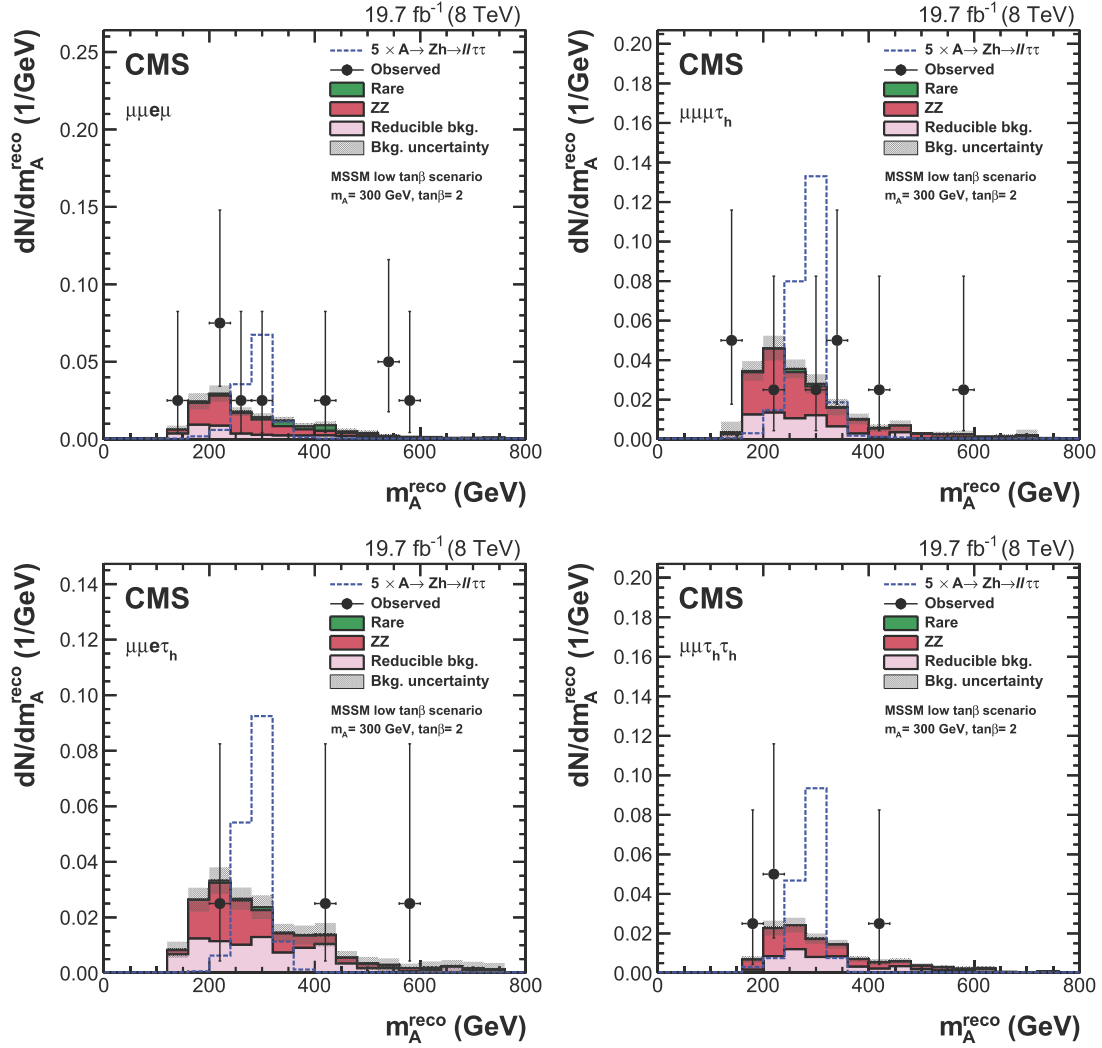 19.7 fb⁻¹ (8 TeV)
CMS
μμeμ
5 × A→ Zh→llττ
Observed
Rare
ZZ
Reducible bkg.
Bkg. uncertainty
MSSM low tanβ scenario
m_A= 300 GeV, tanβ= 2
dN/dm_A^reco (1/GeV)
0.25
0.20
0.15
0.10
0.05
0.00
0 200 400 600 800
m_A^reco (GeV)
19.7 fb⁻¹ (8 TeV)
CMS
μμμτ_h
5 × A→ Zh→llττ
Observed
Rare
ZZ
Reducible bkg.
Bkg. uncertainty
MSSM low tanβ scenario
m_A= 300 GeV, tanβ= 2
dN/dm_A^reco (1/GeV)
0.20
0.18
0.16
0.14
0.12
0.10
0.08
0.06
0.04
0.02
0.00
0 200 400 600 800
m_A^reco (GeV)
19.7 fb⁻¹ (8 TeV)
CMS
μμeτ_h
5 × A→ Zh→llττ
Observed
Rare
ZZ
Reducible bkg.
Bkg. uncertainty
MSSM low tanβ scenario
m_A= 300 GeV, tanβ= 2
dN/dm_A^reco (1/GeV)
0.14
0.12
0.10
0.08
0.06
0.04
0.02
0.00
0 200 400 600 800
m_A^reco (GeV)
19.7 fb⁻¹ (8 TeV)
CMS
μμτ_hτ_h
5 × A→ Zh→llττ
Observed
Rare
ZZ
Reducible bkg.
Bkg. uncertainty
MSSM low tanβ scenario
m_A= 300 GeV, tanβ= 2
dN/dm_A^reco (1/GeV)
0.20
0.18
0.16
0.14
0.12
0.10
0.08
0.06
0.04
0.02
0.00
0 200 400 600 800
m_A^reco (GeV)